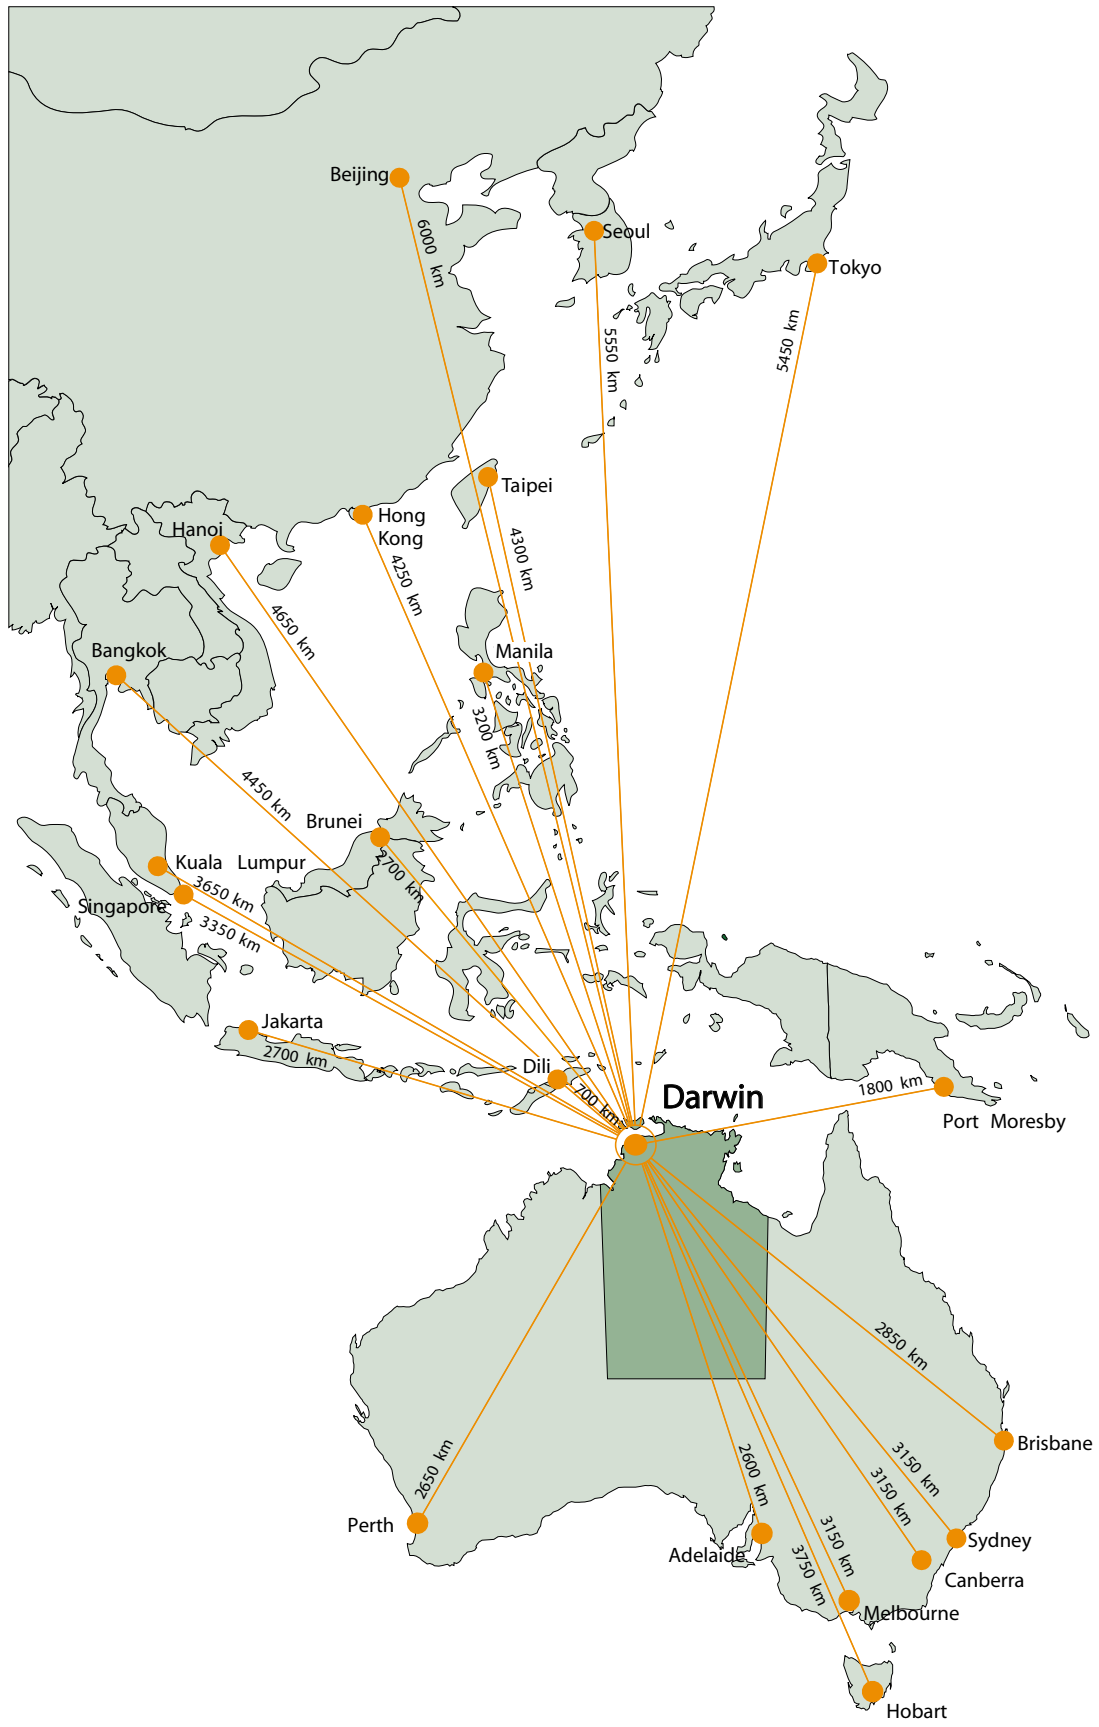 Beijing
6000 km
Seoul
Tokyo
5550 km
5450 km
Taipei
Hong
Kong
Hanoi
4300 km
4250 km
4650 km
Bangkok
Manila
3200 km
4450 km
Brunei
2700 km
Kuala Lumpur
3650 km
Singapore
3350 km
Jakarta
2700 km
Dili
700 km
Darwin
1800 km
Port Moresby
2850 km
Brisbane
2650 km
2600 km
3150 km
3150 km
Perth
3150 km
3750 km
Adelaide
Sydney
Canberra
Melbourne
Hobart